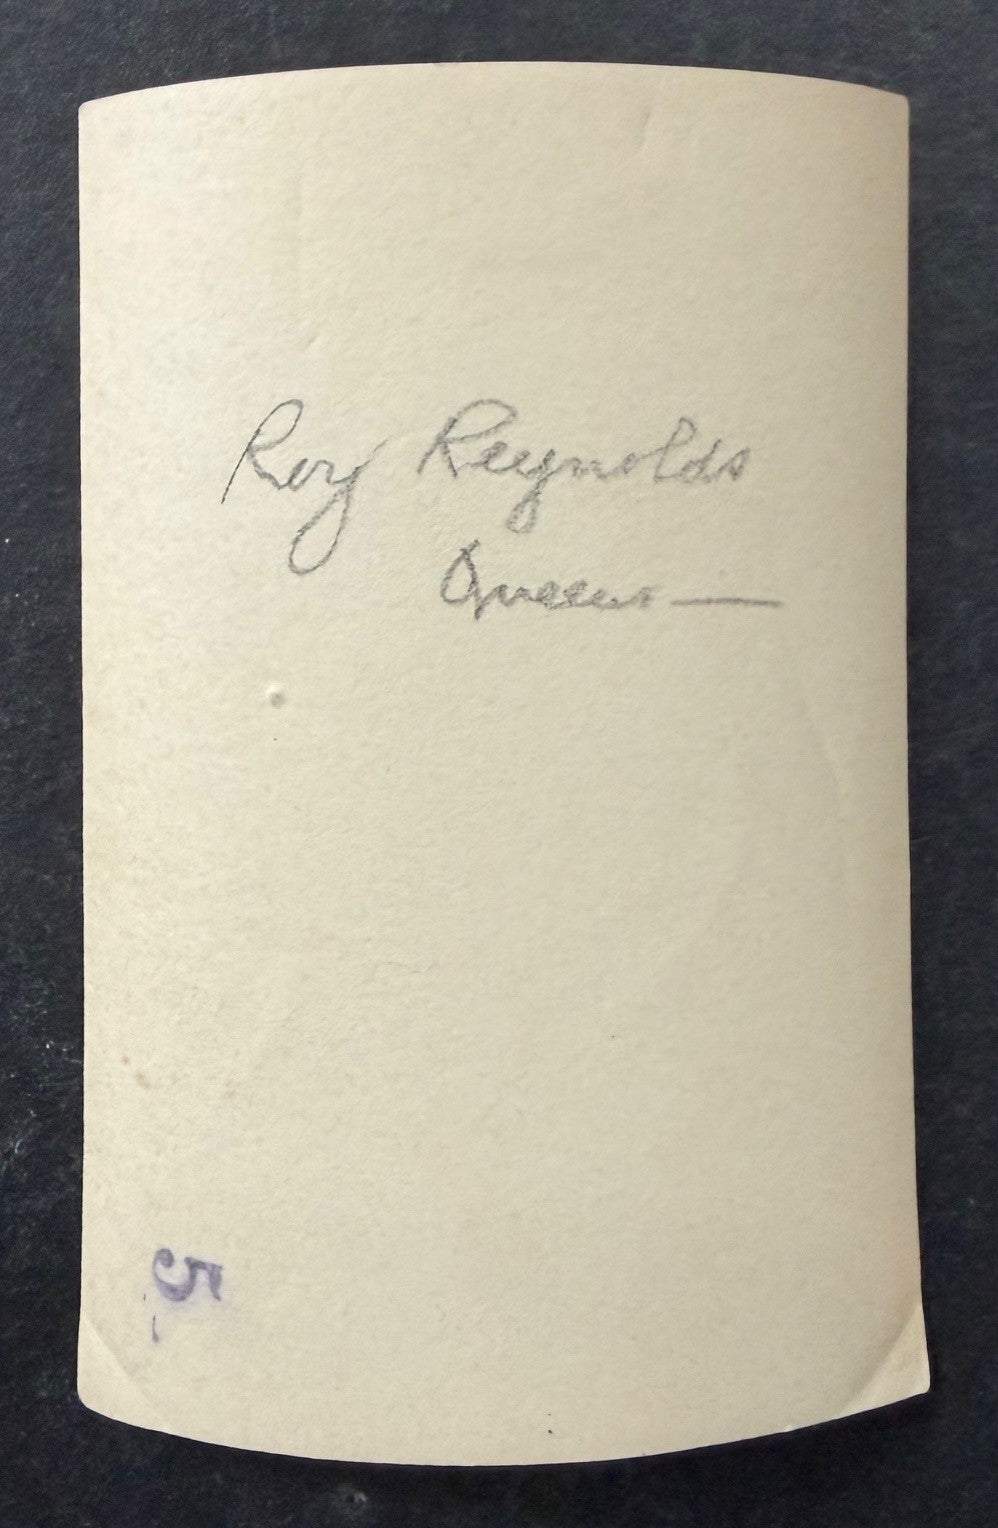 Roy Reynolds
Queens —
5